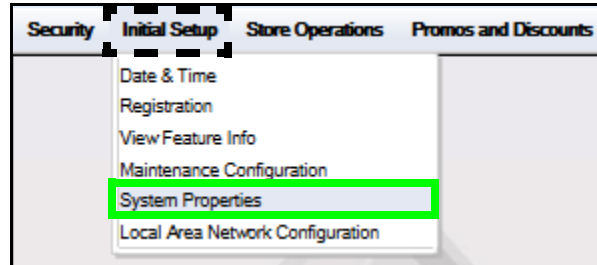 Security Initial Setup Store Operations Promos and Discounts
Date & Time
Registration
View Feature Info
Maintenance Configuration
System Properties
Local Area Network Configuration